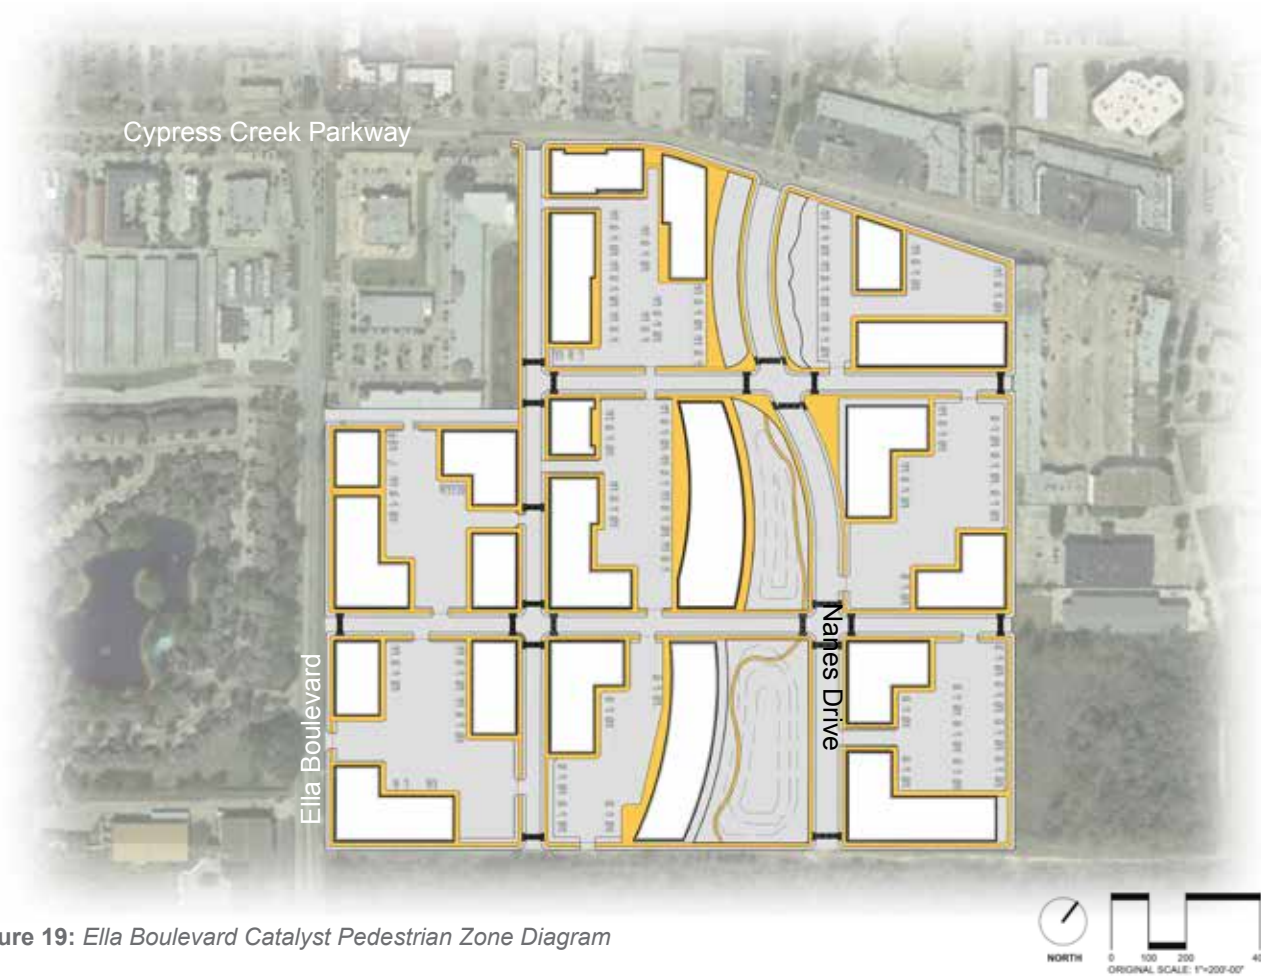 Cypress Creek Parkway
Ella Boulevard
Nanes Drive
ure 19: Ella Boulevard Catalyst Pedestrian Zone Diagram
NORTH
0 100 200 40
ORIGINAL SCALE: 1"=200'-00"